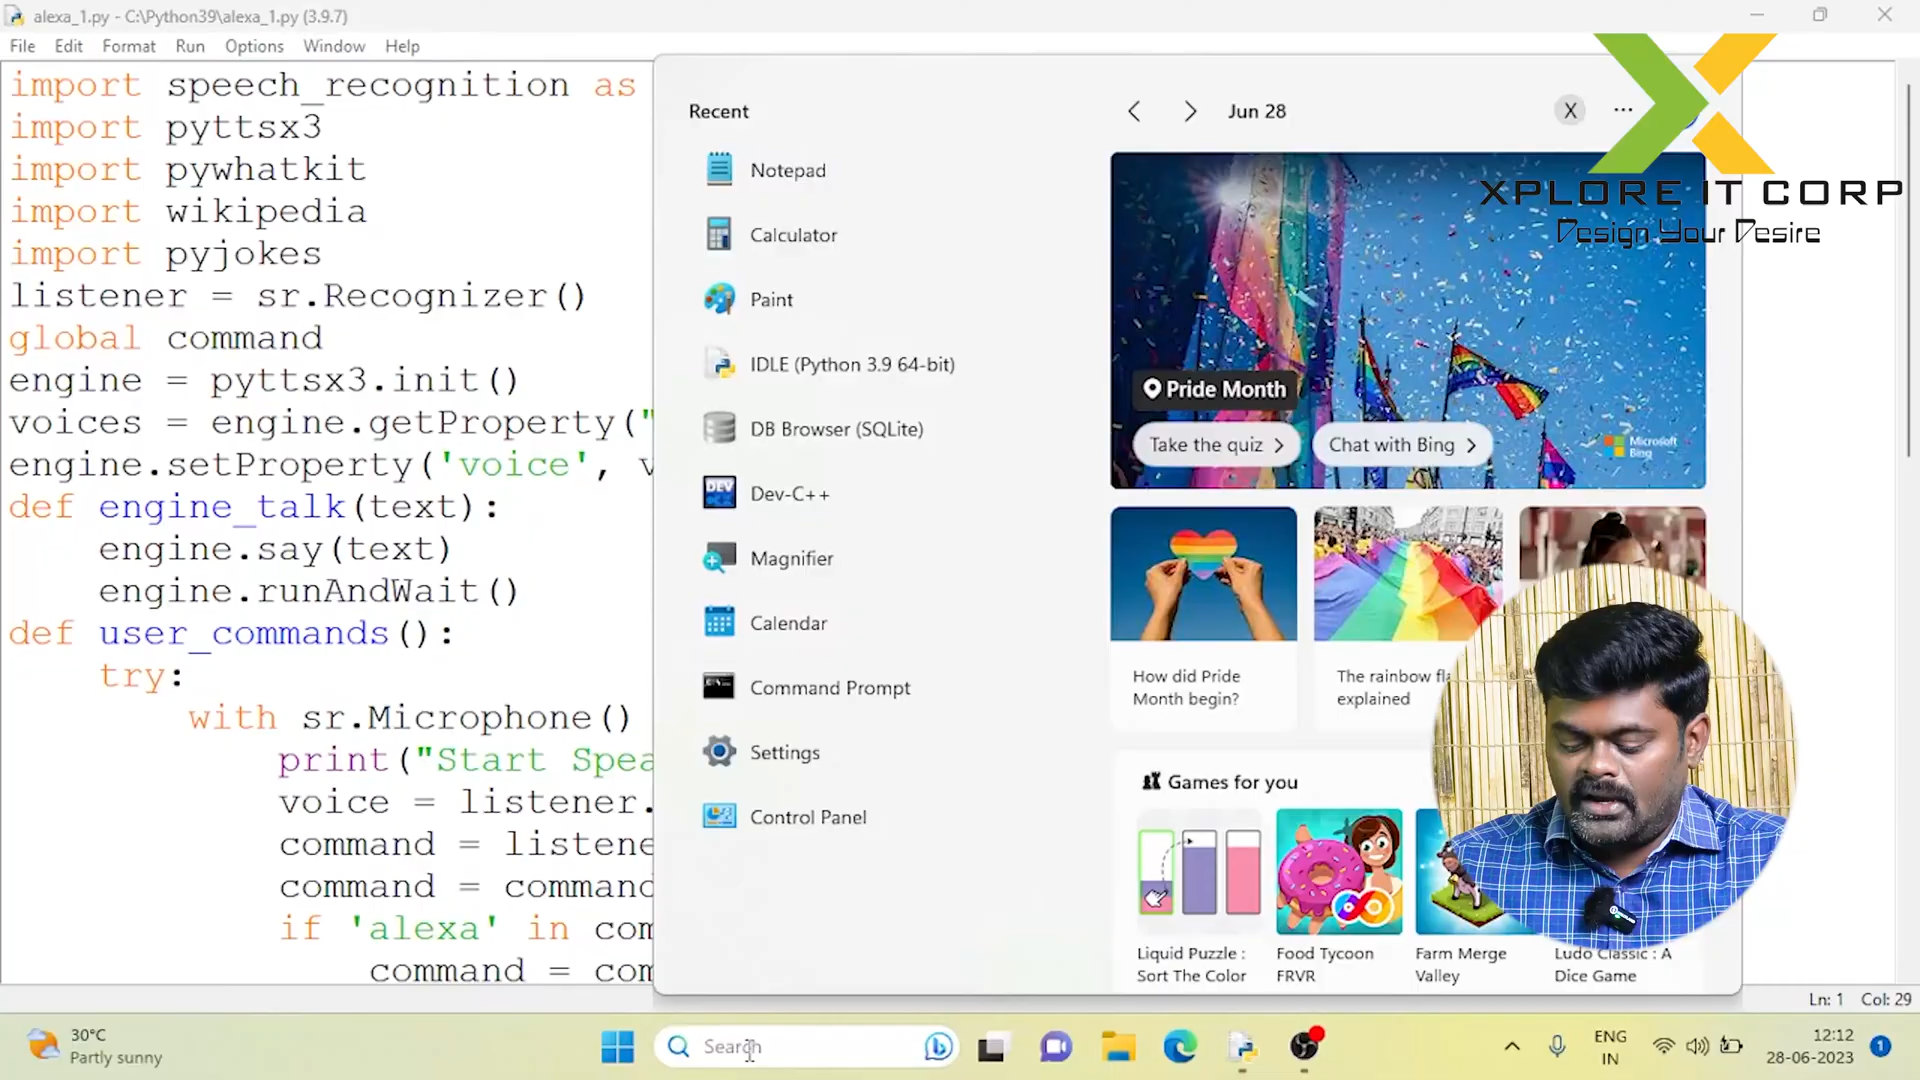 alexa_1.py - C:\Python39\alexa_1.py (3.9.7)
File Edit Format Run Options Window Help
import speech_recognition as
import pyttsx3
import pywhatkit
import wikipedia
import pyjokes
listener = sr.Recognizer()
global command
engine = pyttsx3.init()
voices = engine.getProperty("
engine.setProperty('voice', v
def engine_talk(text):
engine.say(text)
engine.runAndWait()
def user_commands():
try:
with sr.Microphone()
print("Start Spea
voice = listener.
command = listene
command = command
if 'alexa' in com
command = com
Recent
Notepad
Calculator
Paint
IDLE (Python 3.9 64-bit)
DB Browser (SQLite)
Dev-C++
Magnifier
Calendar
Command Prompt
Settings
Control Panel
Jun 28
X
XPLORE IT CORP
Design Your Desire
Pride Month
Take the quiz
Chat with Bing
Microsoft
Bing
How did Pride
Month begin?
The rainbow fla
explained
Games for you
Liquid Puzzle :
Sort The Color
Food Tycoon
FRVR
Farm Merge
Valley
Ludo Classic : A
Dice Game
Ln: 1 Col: 29
30°C
Partly sunny
Search
ENG
IN
12:12
28-06-2023
1